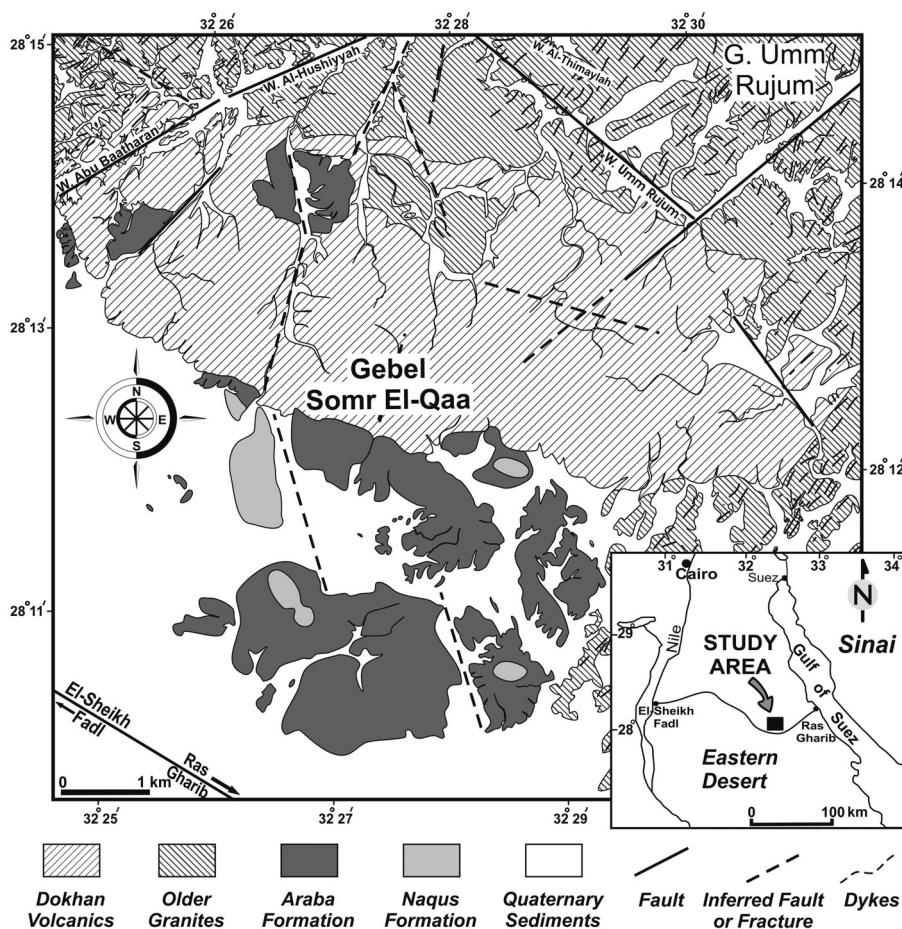 32° 26'
32° 28'
32° 30'
28° 15'
G. Umm
Rujum
W. Al-Thimaylah
W. Al-Hushiyyah
W. Abu Baatharan
W. Umm Rujum
28° 14'
28° 13'
Gebel
Somr El-Qaa
N
W
E
S
28° 12'
28° 11'
El-Sheikh
Fadl
Ras
Gharib
0 1 km
32° 25'
32° 27'
32° 29'
31°
32°
33°
34°
Cairo
Suez
N
Sinai
29°
Nile
STUDY
AREA
Gulf of Suez
El-Sheikh
Fadl
28°
Ras
Gharib
Eastern
Desert
0 100 km
Dokhan
Volcanics
Older
Granites
Araba
Formation
Naqus
Formation
Quaternary
Sediments
Fault
Inferred Fault
or Fracture
Dykes